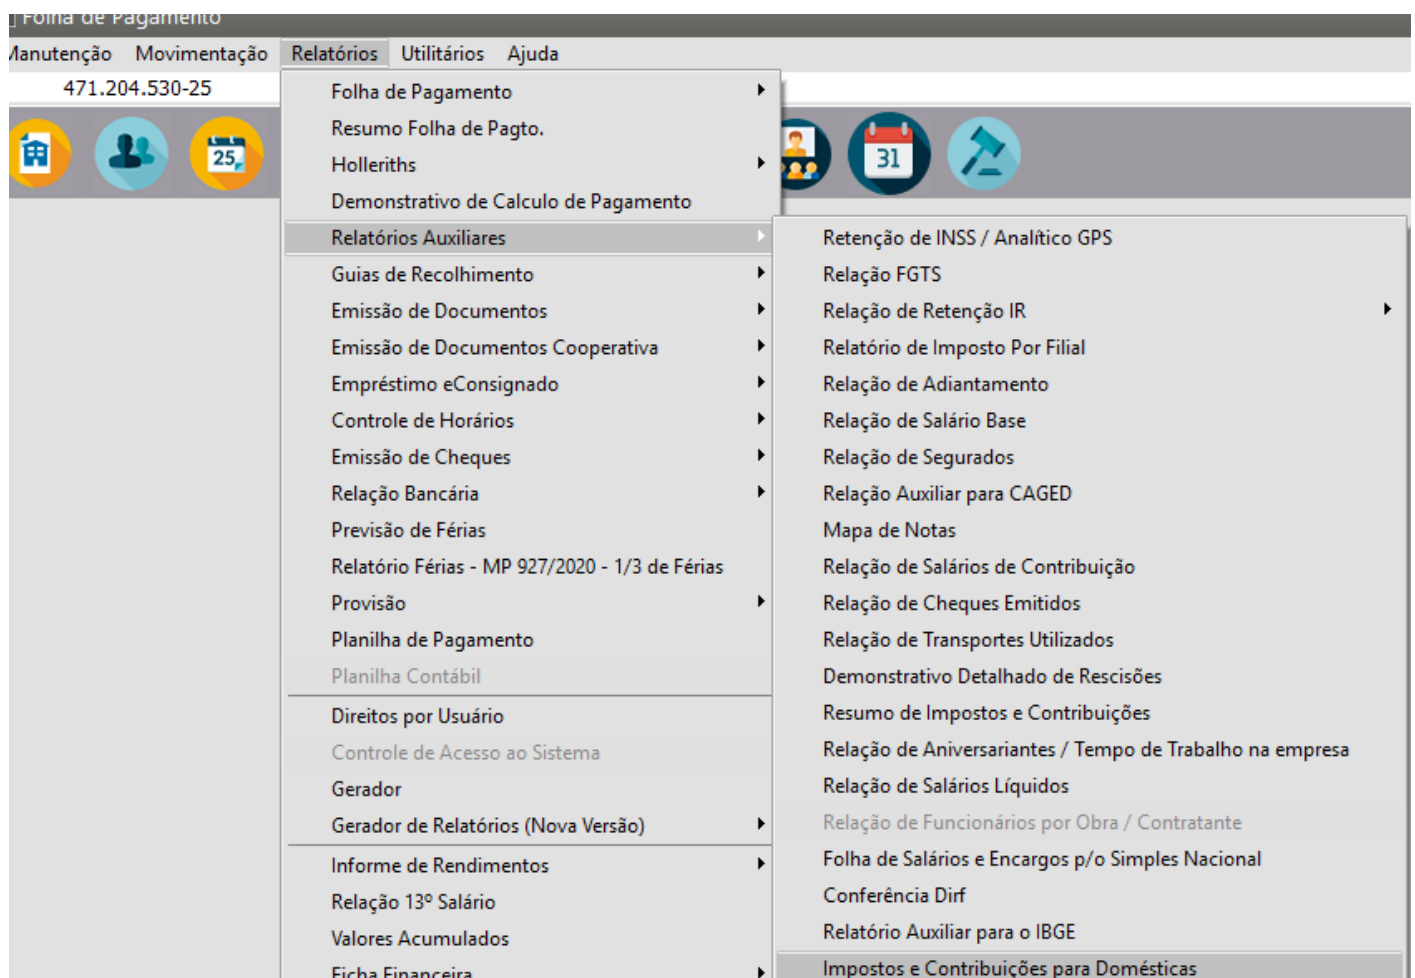 Folha de Pagamento
Manutenção Movimentação Relatórios Utilitários Ajuda
471.204.530-25
25
31
Folha de Pagamento
Resumo Folha de Pagto.
Holleriths
Demonstrativo de Calculo de Pagamento
Relatórios Auxiliares
Guias de Recolhimento
Emissão de Documentos
Emissão de Documentos Cooperativa
Empréstimo eConsignado
Controle de Horários
Emissão de Cheques
Relação Bancária
Previsão de Férias
Relatório Férias - MP 927/2020 - 1/3 de Férias
Provisão
Planilha de Pagamento
Planilha Contábil
Direitos por Usuário
Controle de Acesso ao Sistema
Gerador
Gerador de Relatórios (Nova Versão)
Informe de Rendimentos
Relação 13º Salário
Valores Acumulados
Ficha Financeira
Retenção de INSS / Analítico GPS
Relação FGTS
Relação de Retenção IR
Relatório de Imposto Por Filial
Relação de Adiantamento
Relação de Salário Base
Relação de Segurados
Relação Auxiliar para CAGED
Mapa de Notas
Relação de Salários de Contribuição
Relação de Cheques Emitidos
Relação de Transportes Utilizados
Demonstrativo Detalhado de Rescisões
Resumo de Impostos e Contribuições
Relação de Aniversariantes / Tempo de Trabalho na empresa
Relação de Salários Líquidos
Relação de Funcionários por Obra / Contratante
Folha de Salários e Encargos p/o Simples Nacional
Conferência Dirf
Relatório Auxiliar para o IBGE
Impostos e Contribuições para Domésticas